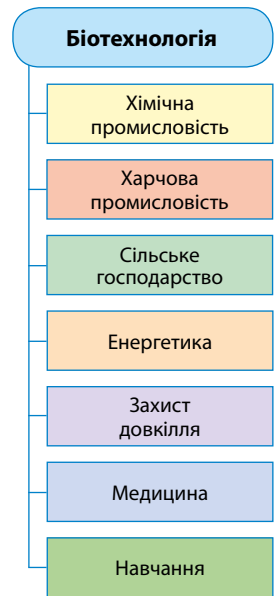 Біотехнологія
Хімічна
промисловість
Харчова
промисловість
Сільське
господарство
Енергетика
Захист
довкілля
Медицина
Навчання